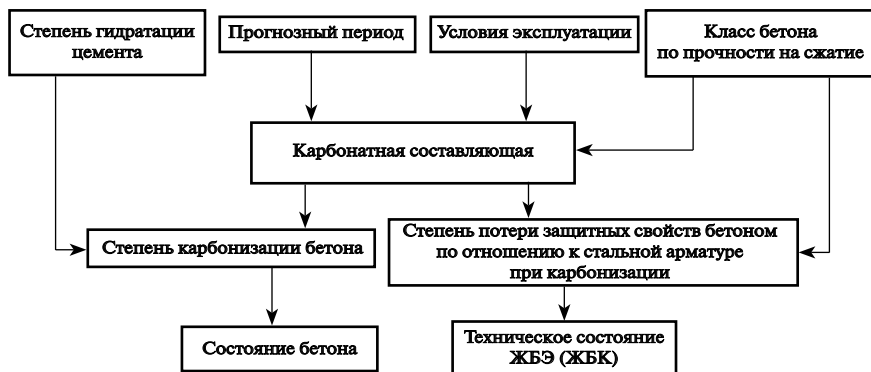 Степень гидратации
цемента
Прогнозный период
Условия эксплуатации
Класс бетона
по прочности на сжатие
Карбонатная составляющая
Степень карбонизации бетона
Степень потери защитных свойств бетоном
по отношению к стальной арматуре
при карбонизации
Состояние бетона
Техническое состояние
ЖБЭ (ЖБК)